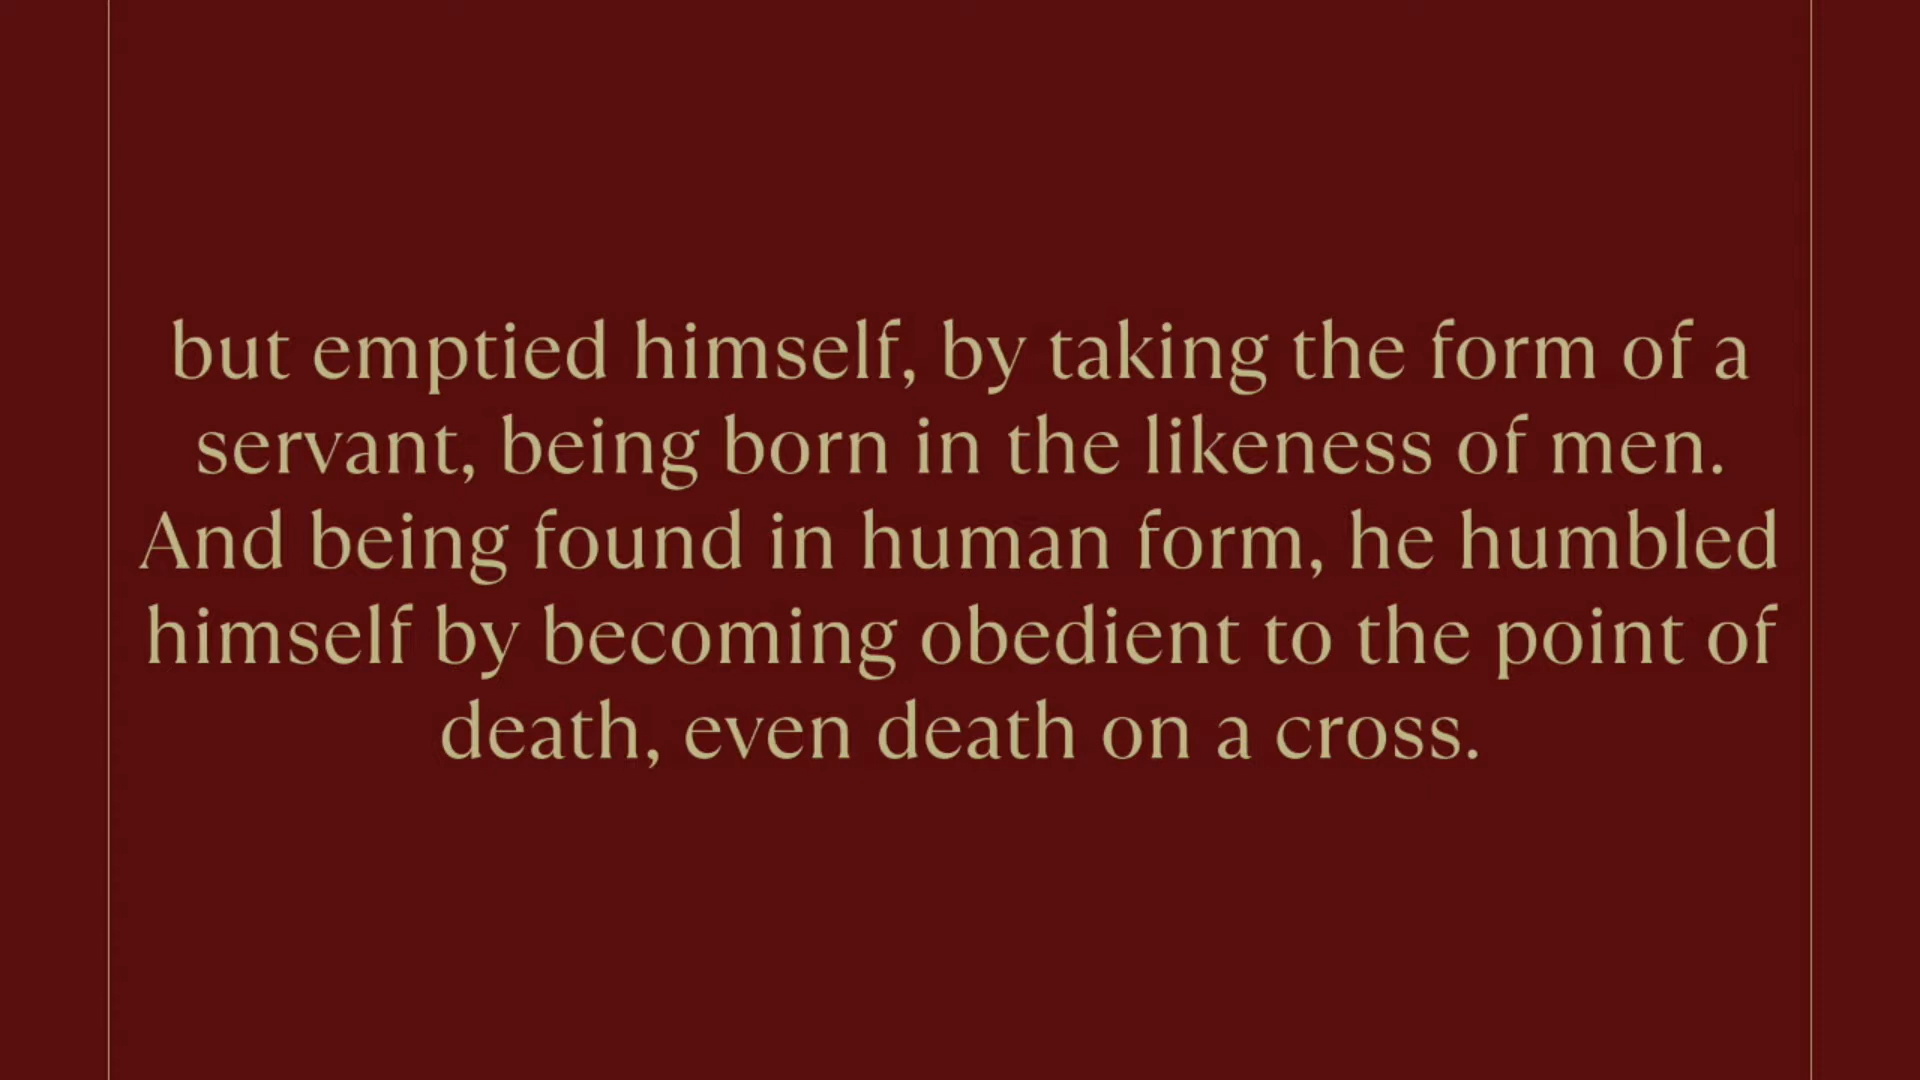 but emptied himself, by taking the form of a
servant, being born in the likeness of men.
And being found in human form, he humbled
himself by becoming obedient to the point of
death, even death on a cross.